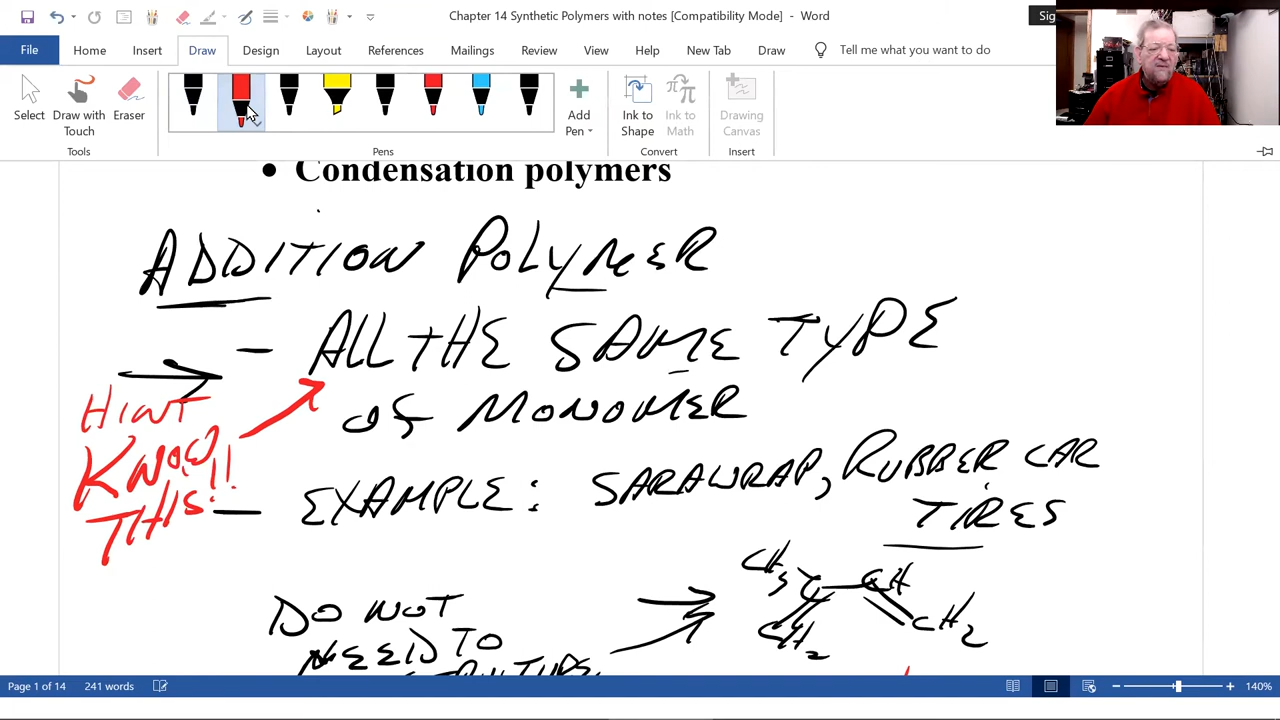 Chapter 14 Synthetic Polymers with notes [Compatibility Mode] - Word
Sig
File Home Insert Draw Design Layout References Mailings Review View Help New Tab Draw Tell me what you want to do
Select Draw with Touch Eraser Add Pen Ink to Shape Ink to Math Drawing Canvas
Tools Pens Convert Insert
• Condensation polymers
ADDITION POLYMER
- ALL THE SAME TYPE
OF MONOMER
HINT
KNOW!!
THIS
- EXAMPLE: SARAWRAP, RUBBER CAR
TIRES
CH3 C CH
CH2 CH2
DO NOT
NEED TO
Page 1 of 14 241 words 140%